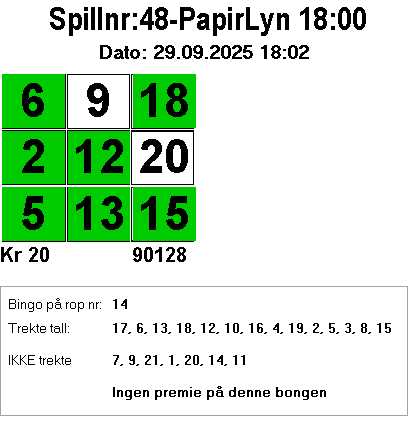 Spillnr:48-PapirLyn 18:00
Dato: 29.09.2025 18:02
6 9 18
2 12 20
5 13 15
Kr 20 90128
Bingo på rop nr: 14
Trekte tall: 17, 6, 13, 18, 12, 10, 16, 4, 19, 2, 5, 3, 8, 15
IKKE trekte 7, 9, 21, 1, 20, 14, 11
Ingen premie på denne bongen